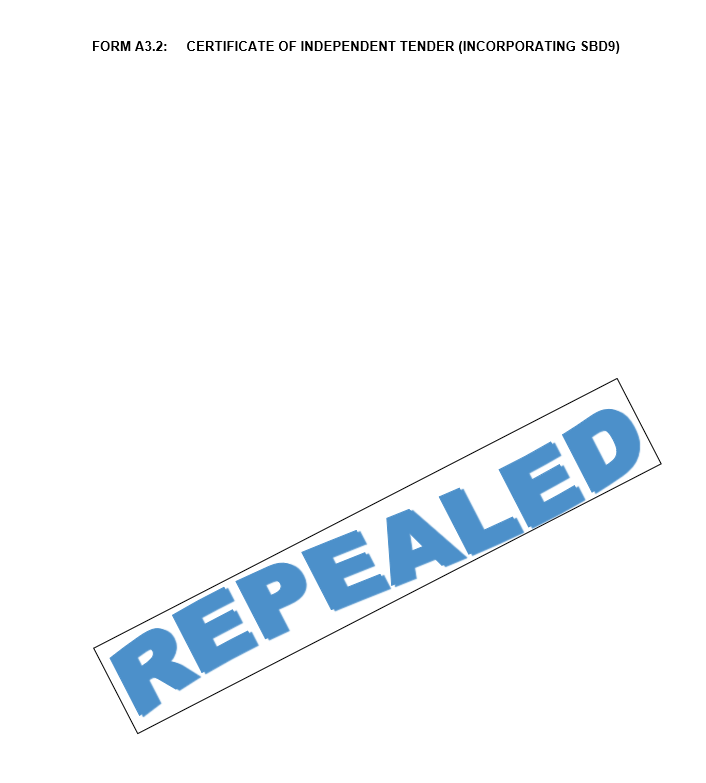 FORM A3.2: CERTIFICATE OF INDEPENDENT TENDER (INCORPORATING SBD9)
REPEALED